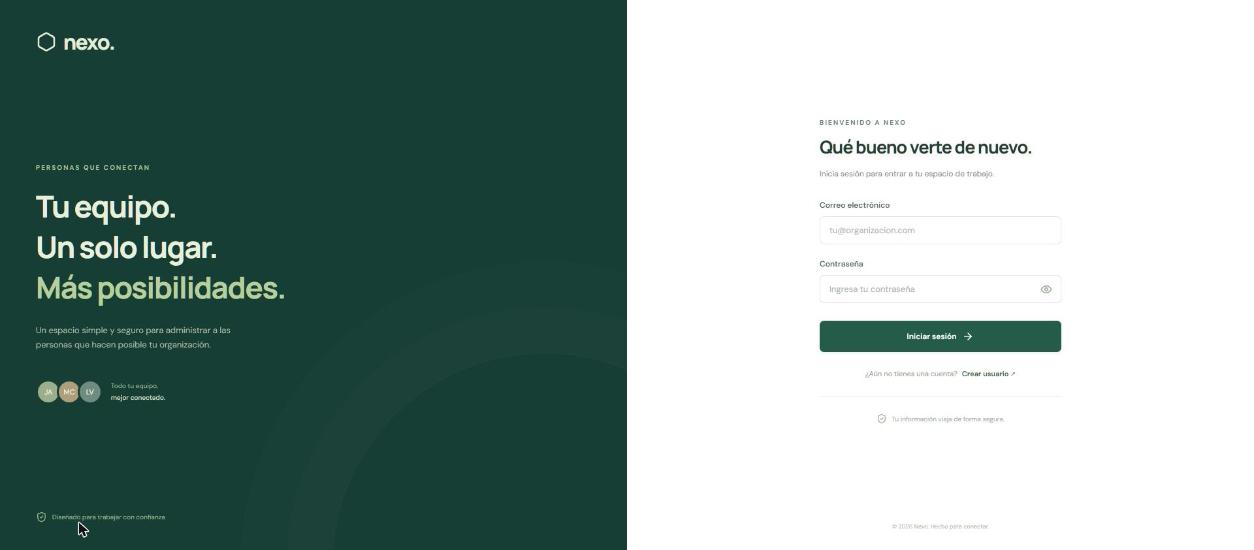 nexo.
PERSONAS QUE CONECTAN
Tu equipo.
Un solo lugar.
Más posibilidades.
Un espacio simple y seguro para administrar a las
personas que hacen posible tu organización.
JA MC LV
Todo tu equipo,
mejor conectado.
Diseñado para trabajar con confianza
BIENVENIDO A NEXO
Qué bueno verte de nuevo.
Inicia sesión para entrar a tu espacio de trabajo.
Correo electrónico
tu@organizacion.com
Contraseña
Ingresa tu contraseña
Iniciar sesión →
¿Aún no tienes una cuenta? Crear usuario ↗
Tu información viaja de forma segura.
© 2026 Nexo. Hecho para conectar.